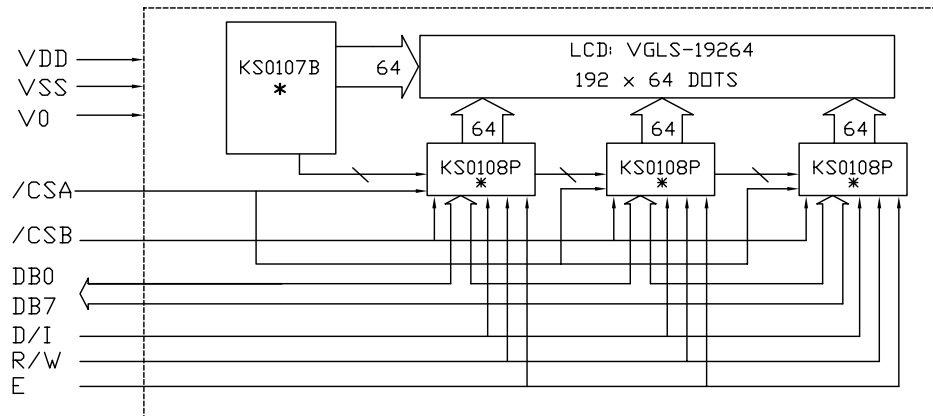 LCD: VGLS-19264
192 x 64 DOTS
KS0107B
*
64
VDD
VSS
V0
64
64
64
KS0108P
*
KS0108P
*
KS0108P
*
/CSA
/CSB
DB0
DB7
D/I
R/W
E